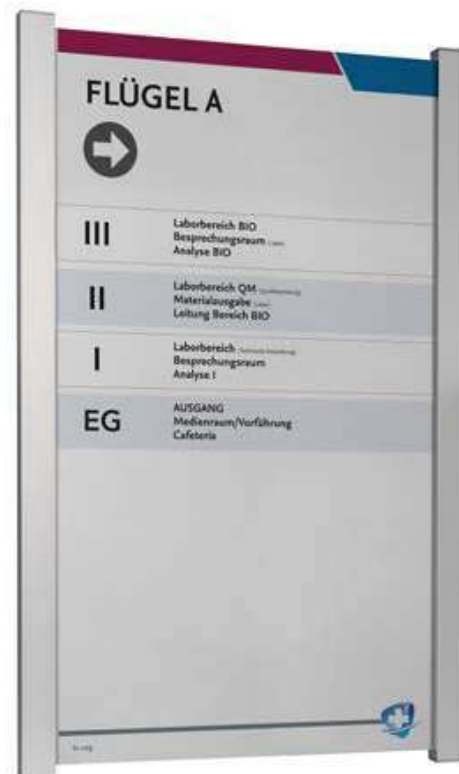 FLÜGEL A
III
Laborbereich BIO
Besprechungsraum
Analyse BIO
II
Laborbereich QM
Materialausgabe
Leitung Bereich BIO
I
Laborbereich
Besprechungsraum
Analyse I
EG
AUSGANG
Medienraum/Vorführung
Cafeteria